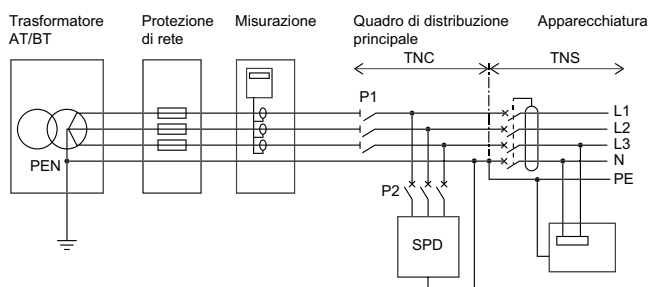 Trasformatore
AT/BT
Protezione
di rete
Misurazione
Quadro di distribuzione
principale
Apparecchiatura
TNC
TNS
P1
L1
L2
L3
N
PE
PEN
P2
SPD